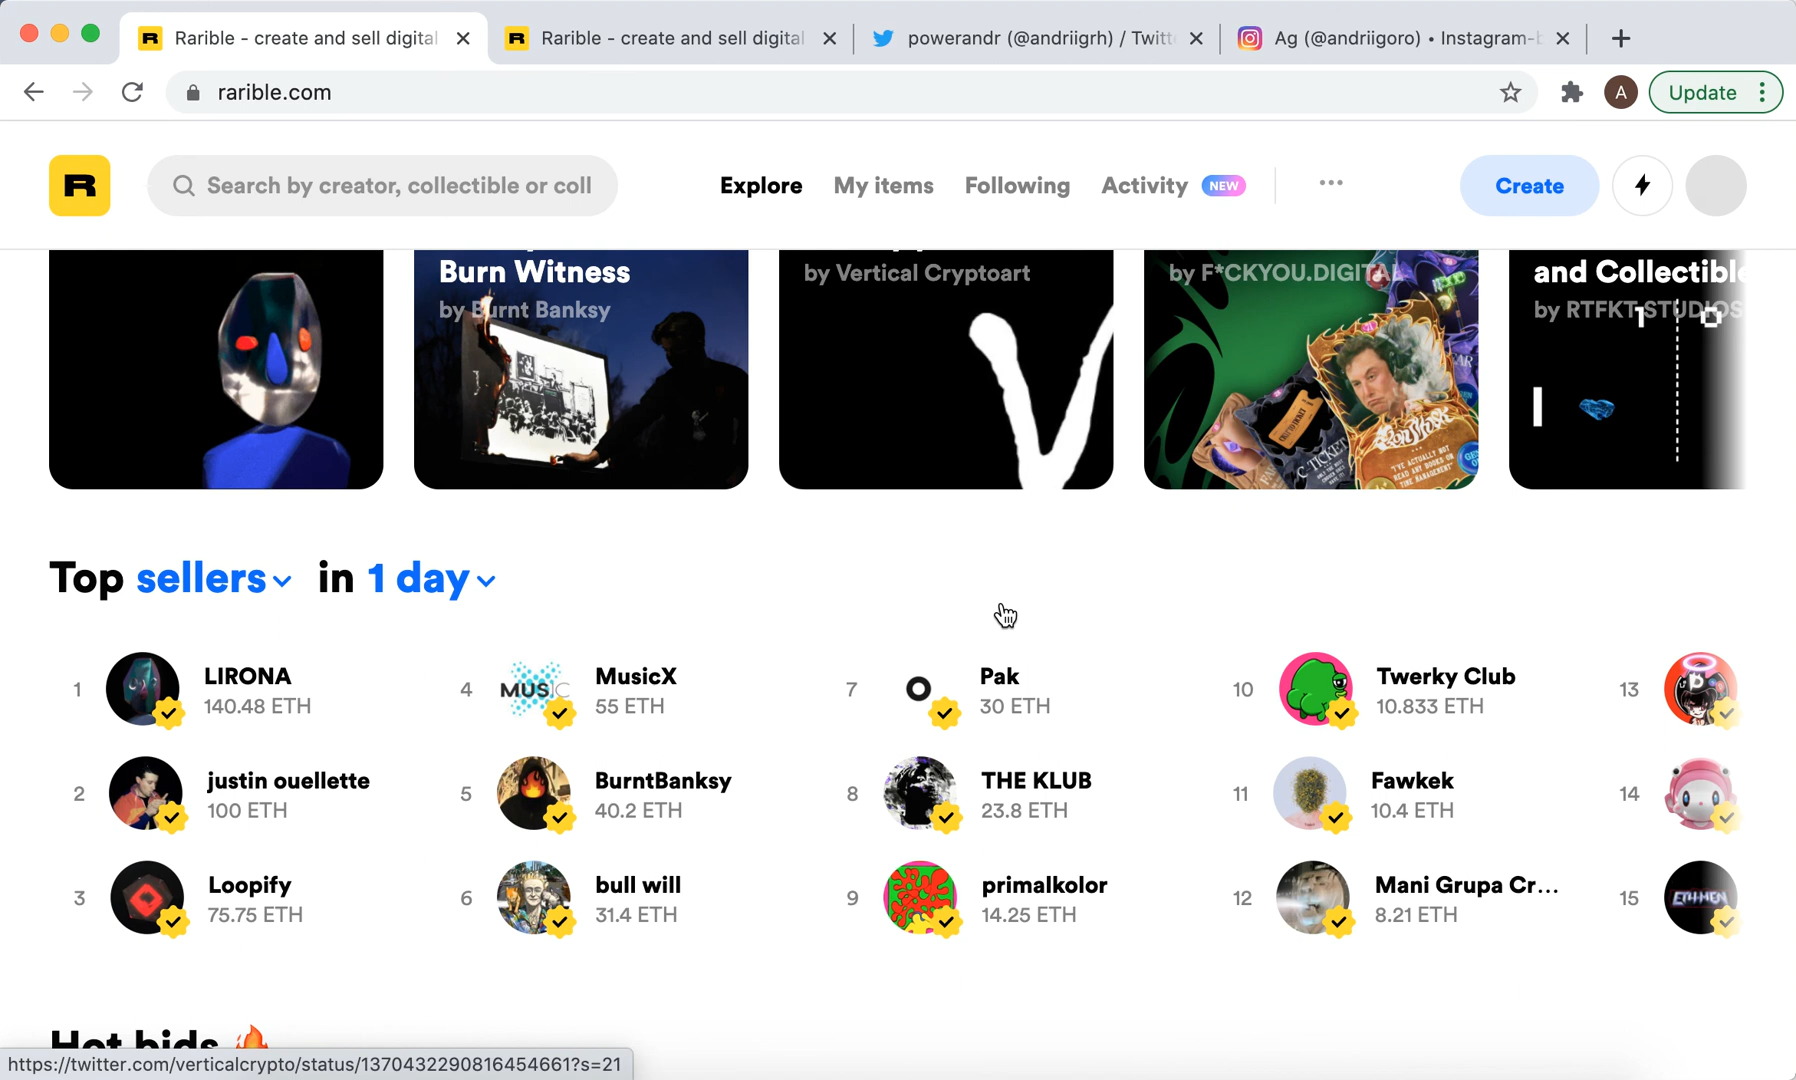 Rarible - create and sell digital
Rarible - create and sell digital
powerandr (@andriigrh) / Twitt
Ag (@andriigoro) • Instagram-b
rarible.com
A
Update
R
Search by creator, collectible or coll
Explore
My items
Following
Activity
NEW
Create
Burn Witness
by Burnt Banksy
by Vertical Cryptoart
by F*CKYOU.DIGITAL
and Collectible
by RTFKT STUDIOS
Top sellers in 1 day
1
LIRONA
140.48 ETH
4
MUSIC
MusicX
55 ETH
7
Pak
30 ETH
10
Twerky Club
10.833 ETH
13
2
justin ouellette
100 ETH
5
BurntBanksy
40.2 ETH
8
THE KLUB
23.8 ETH
11
Fawkek
10.4 ETH
14
3
Loopify
75.75 ETH
6
bull will
31.4 ETH
9
primalkolor
14.25 ETH
12
Mani Grupa Cr...
8.21 ETH
15
Hot bids
https://twitter.com/verticalcrypto/status/1370432290816454661?s=21